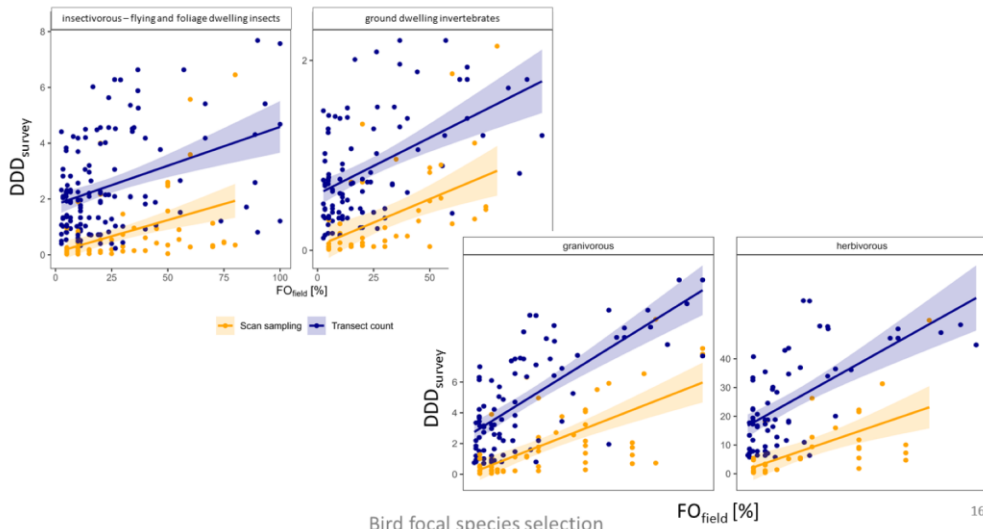 insectivorous – flying and foliage dwelling insects
ground dwelling invertebrates
8
6
4
2
0
2
1
0
DDDsurvey
0
25
50
75
100
0
25
50
FOfield [%]
Scan sampling
Transect count
granivorous
herbivorous
6
4
3
2
1
0
40
30
20
10
0
DDDsurvey
FOfield [%]
Bird focal species selection
16